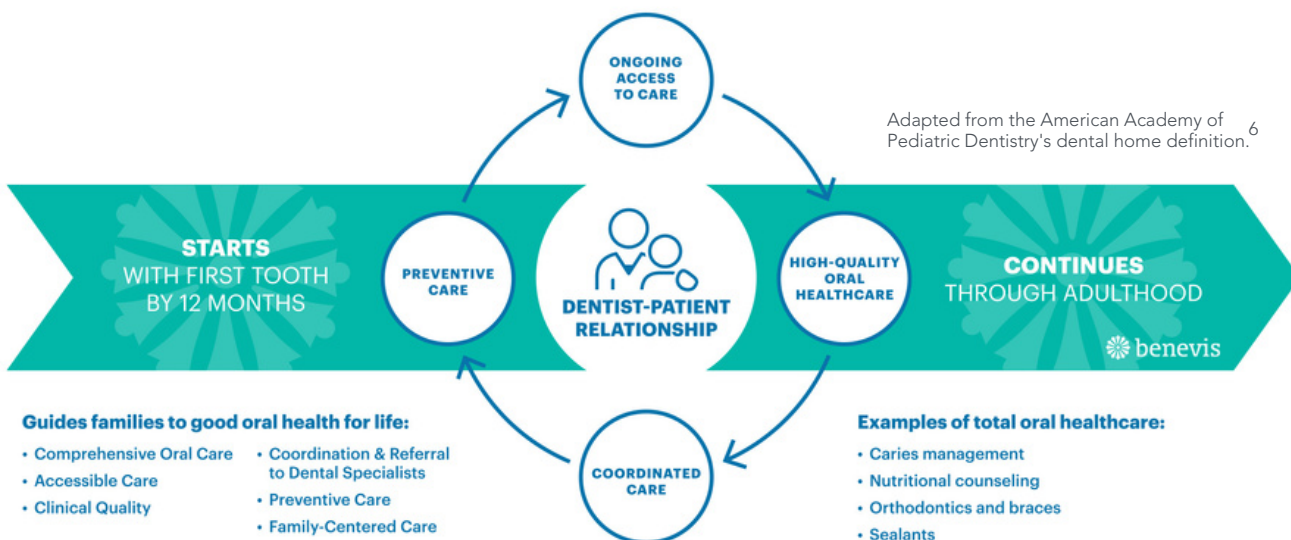 ONGOING
ACCESS
TO CARE
Adapted from the American Academy of
Pediatric Dentistry's dental home definition.6
STARTS
WITH FIRST TOOTH
BY 12 MONTHS
PREVENTIVE
CARE
DENTIST-PATIENT
RELATIONSHIP
HIGH-QUALITY
ORAL
HEALTHCARE
CONTINUES
THROUGH ADULTHOOD
benevis
COORDINATED
CARE
Guides families to good oral health for life:
• Comprehensive Oral Care
• Accessible Care
• Clinical Quality
• Coordination & Referral
to Dental Specialists
• Preventive Care
• Family-Centered Care
Examples of total oral healthcare:
• Caries management
• Nutritional counseling
• Orthodontics and braces
• Sealants